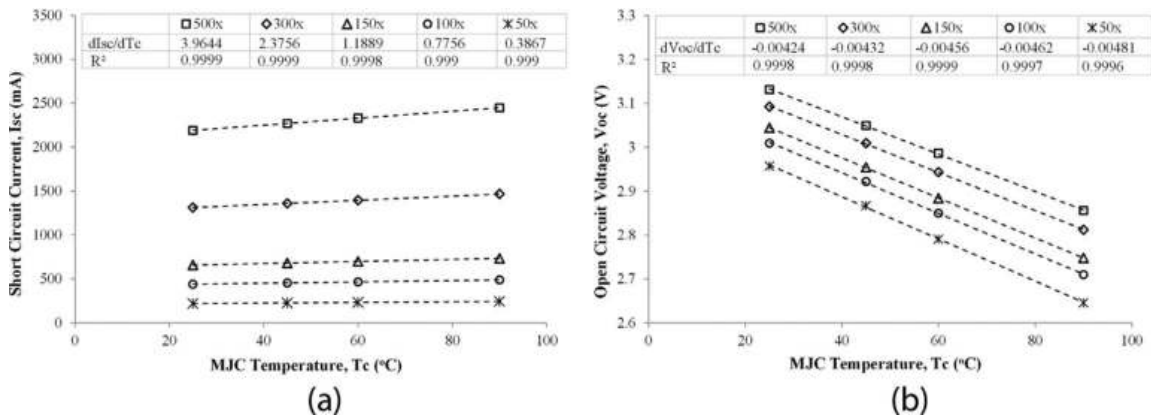 500x 300x 150x 100x 50x
dIsc/dTc 3.9644 2.3756 1.1889 0.7756 0.3867
R² 0.9999 0.9999 0.9998 0.999 0.999
3500
3000
2500
2000
1500
1000
500
0
Short Circuit Current, Isc (mA)
0 20 40 60 80 100
MJC Temperature, Tc (°C)
(a)
500x 300x 150x 100x 50x
dVoc/dTc -0.00424 -0.00432 -0.00456 -0.00462 -0.00481
R² 0.9998 0.9998 0.9999 0.9997 0.9996
3.3
3.2
3.1
3
2.9
2.8
2.7
2.6
Open Circuit Voltage, Voc (V)
0 20 40 60 80 100
MJC Temperature, Tc (°C)
(b)